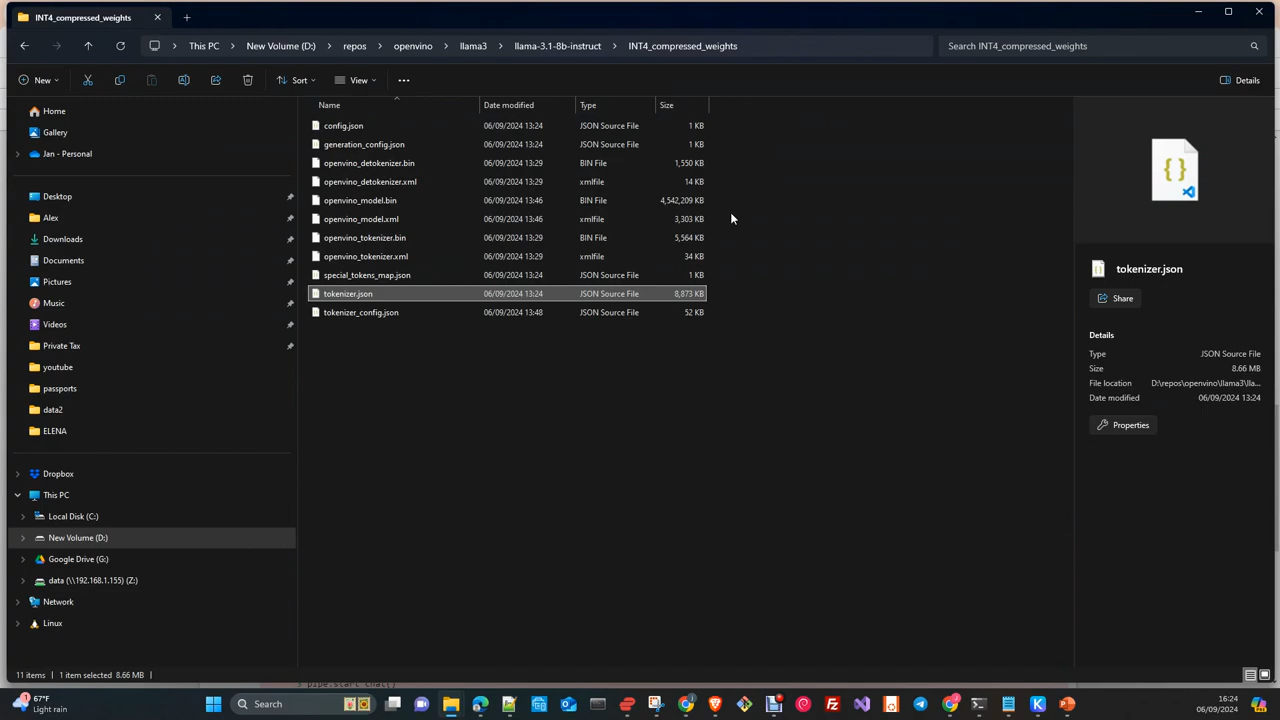 INT4_compressed_weights
This PC > New Volume (D:) > repos > openvino > llama3 > llama-3.1-8b-instruct > INT4_compressed_weights
Search INT4_compressed_weights
New
Sort
View
Details
Name Date modified Type Size
config.json 06/09/2024 13:24 JSON Source File 1 KB
generation_config.json 06/09/2024 13:24 JSON Source File 1 KB
openvino_detokenizer.bin 06/09/2024 13:29 BIN File 1,550 KB
openvino_detokenizer.xml 06/09/2024 13:29 xmlfile 14 KB
openvino_model.bin 06/09/2024 13:46 BIN File 4,542,209 KB
openvino_model.xml 06/09/2024 13:46 xmlfile 3,303 KB
openvino_tokenizer.bin 06/09/2024 13:29 BIN File 5,564 KB
openvino_tokenizer.xml 06/09/2024 13:29 xmlfile 34 KB
special_tokens_map.json 06/09/2024 13:24 JSON Source File 1 KB
tokenizer.json 06/09/2024 13:24 JSON Source File 8,873 KB
tokenizer_config.json 06/09/2024 13:48 JSON Source File 52 KB
Home
Gallery
Jan - Personal
Desktop
Alex
Downloads
Documents
Pictures
Music
Videos
Private Tax
youtube
passports
data2
ELENA
Dropbox
This PC
Local Disk (C:)
New Volume (D:)
Google Drive (G:)
data (\\192.168.1.155) (Z:)
Network
Linux
tokenizer.json
Share
Details
Type JSON Source File
Size 8.66 MB
File location D:\repos\openvino\llama3\lla...
Date modified 06/09/2024 13:24
Properties
11 items 1 item selected 8.66 MB
pipe.start_chat()
1
67°F
Light rain
Search
16:24
06/09/2024